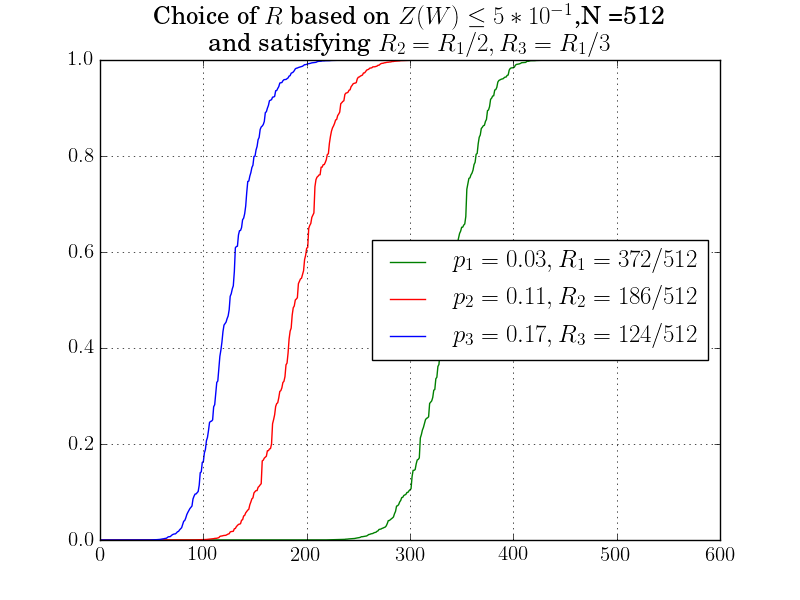 Choice of R based on Z(W) ≤ 5 * 10⁻¹,N =512
and satisfying R₂ = R₁/2, R₃ = R₁/3
1.0
0.8
0.6
0.4
0.2
0.0
p₁ = 0.03, R₁ = 372/512
p₂ = 0.11, R₂ = 186/512
p₃ = 0.17, R₃ = 124/512
0 100 200 300 400 500 600